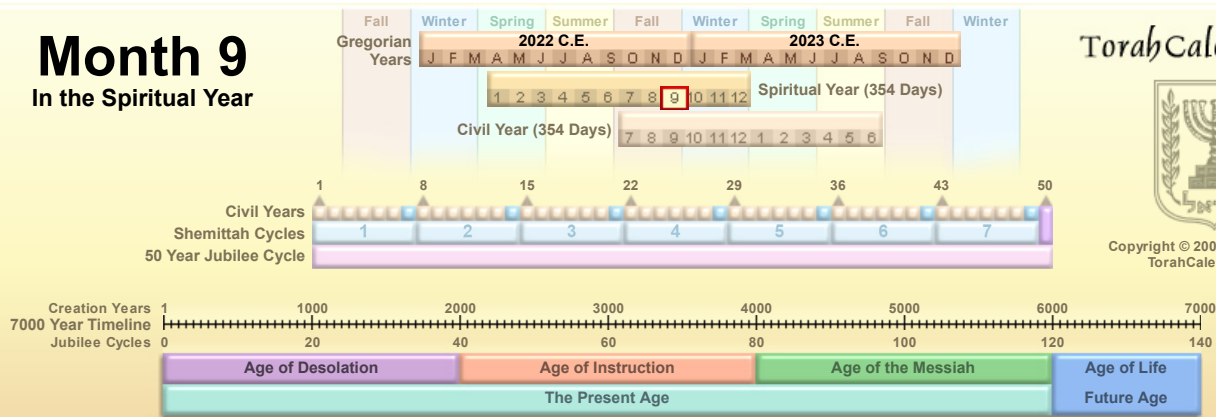 Month 9
In the Spiritual Year
Fall Winter Spring Summer Fall Winter Spring Summer Fall Winter
Gregorian Years
2022 C.E. 2023 C.E.
J F M A M J J A S O N D J F M A M J J A S O N D
1 2 3 4 5 6 7 8 9 10 11 12
Spiritual Year (354 Days)
Civil Year (354 Days)
7 8 9 10 11 12 1 2 3 4 5 6
TorahCal
1 8 15 22 29 36 43 50
Civil Years
Shemittah Cycles
1 2 3 4 5 6 7
50 Year Jubilee Cycle
Copyright © 200
TorahCale
Creation Years 1 1000 2000 3000 4000 5000 6000 7000
7000 Year Timeline
Jubilee Cycles 0 20 40 60 80 100 120 140
Age of Desolation Age of Instruction Age of the Messiah Age of Life
The Present Age Future Age